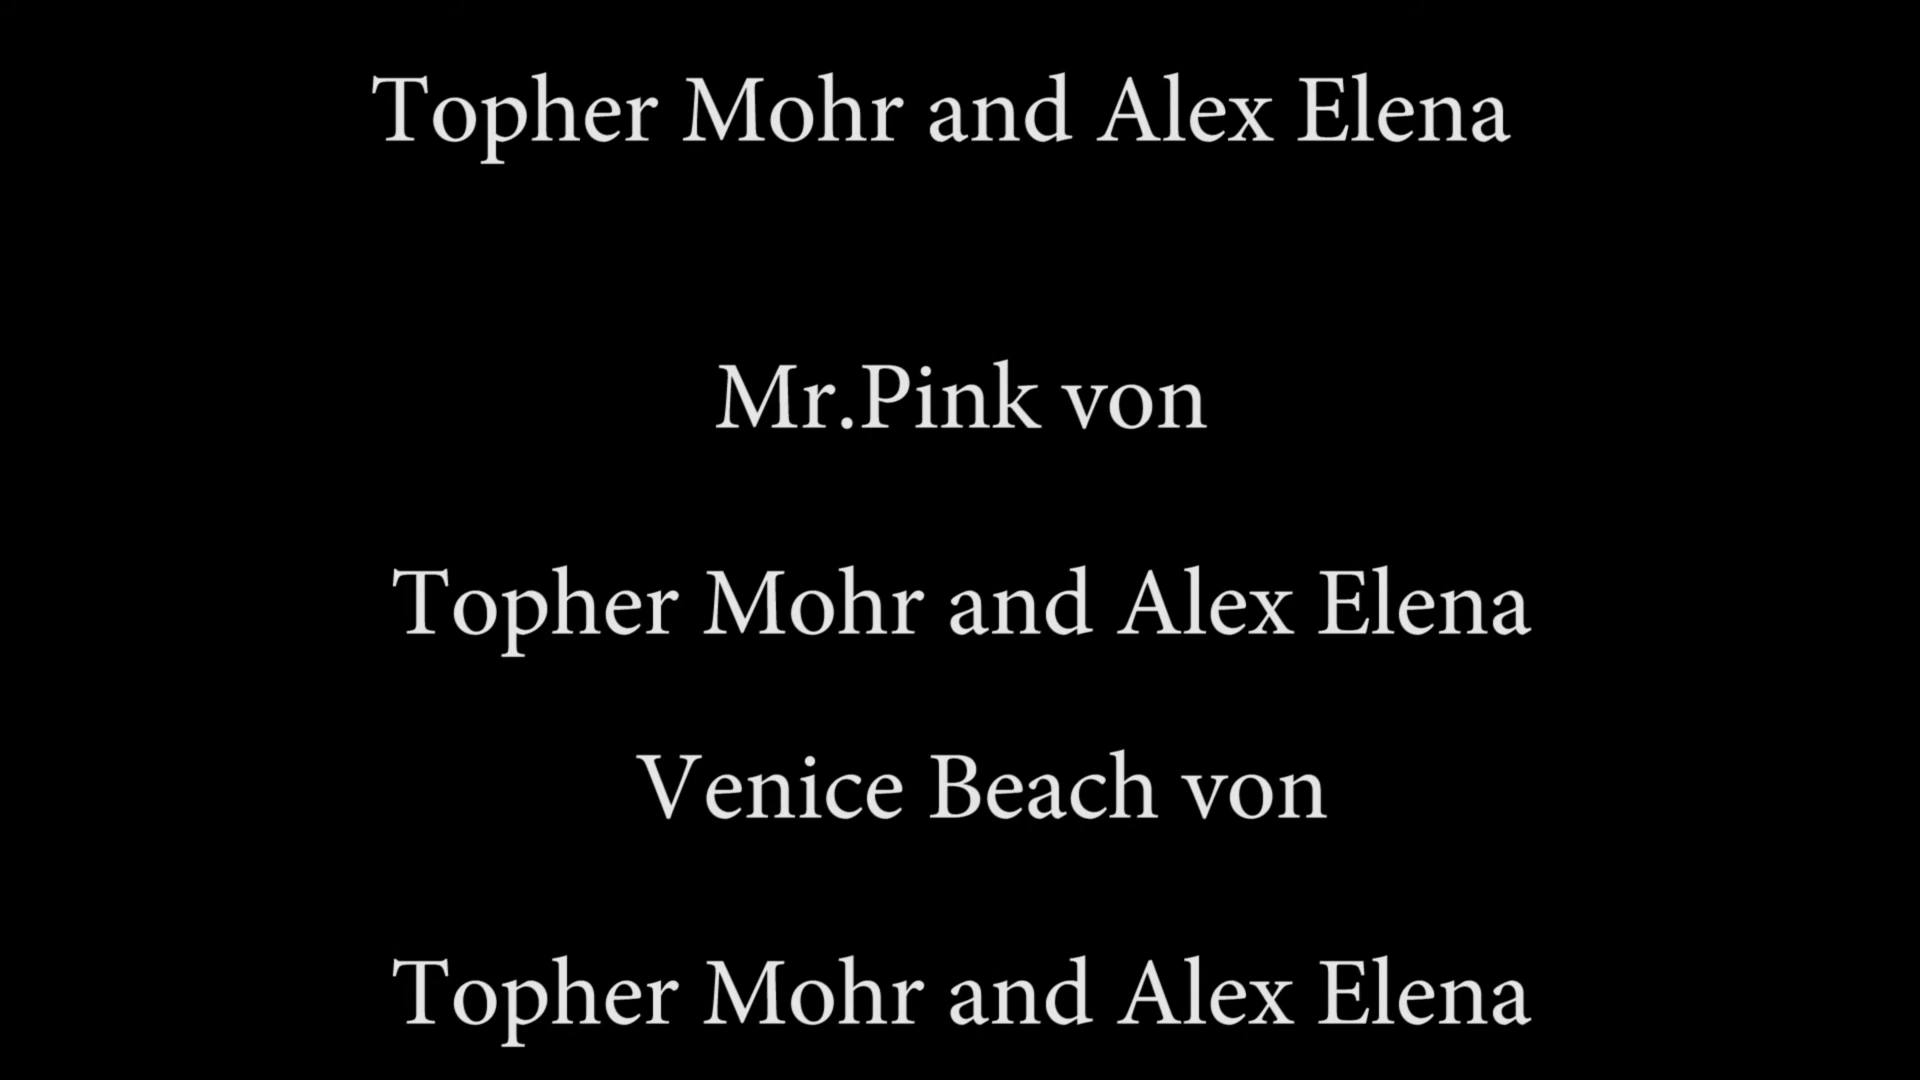 Topher Mohr and Alex Elena
Mr.Pink von
Topher Mohr and Alex Elena
Venice Beach von
Topher Mohr and Alex Elena